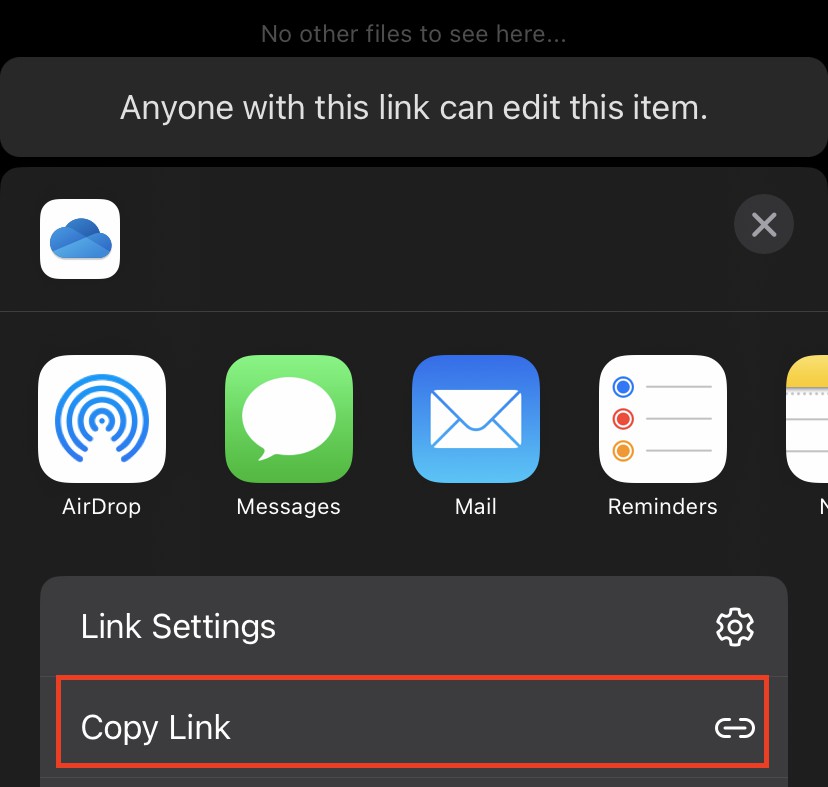 No other files to see here...
Anyone with this link can edit this item.
AirDrop
Messages
Mail
Reminders
Link Settings
Copy Link